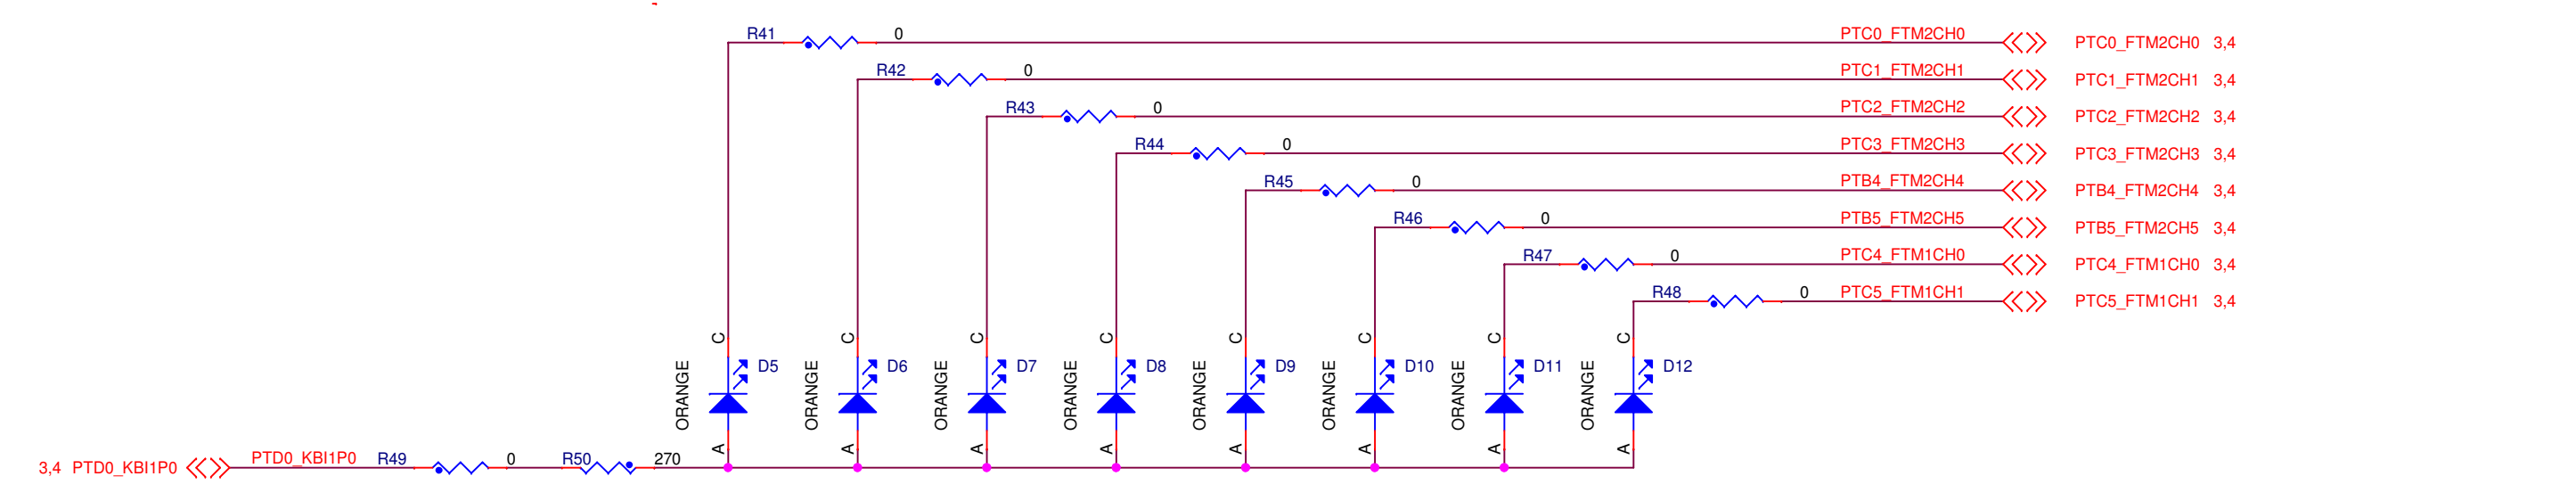 R41 0 PTC0_FTM2CH0 PTC0_FTM2CH0 3,4
R42 0 PTC1_FTM2CH1 PTC1_FTM2CH1 3,4
R43 0 PTC2_FTM2CH2 PTC2_FTM2CH2 3,4
R44 0 PTC3_FTM2CH3 PTC3_FTM2CH3 3,4
R45 0 PTB4_FTM2CH4 PTB4_FTM2CH4 3,4
R46 0 PTB5_FTM2CH5 PTB5_FTM2CH5 3,4
R47 0 PTC4_FTM1CH0 PTC4_FTM1CH0 3,4
R48 0 PTC5_FTM1CH1 PTC5_FTM1CH1 3,4
C C C C C C C C
ORANGE D5 ORANGE D6 ORANGE D7 ORANGE D8 ORANGE D9 ORANGE D10 ORANGE D11 ORANGE D12
A A A A A A A A
3,4 PTD0_KBI1P0 PTD0_KBI1P0 R49 0 R50 270